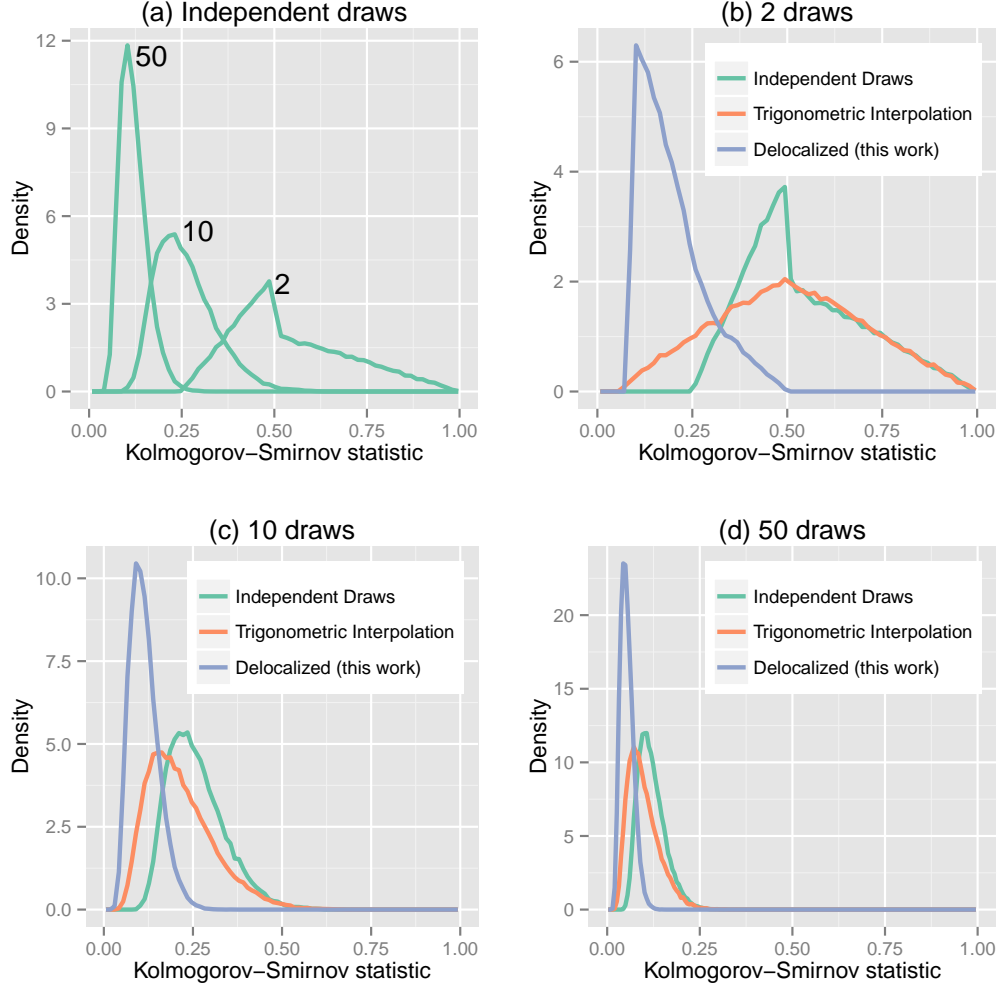 (a) Independent draws
12
9
6
3
0
Density
50
10
2
0.00 0.25 0.50 0.75 1.00
Kolmogorov−Smirnov statistic
(b) 2 draws
6
4
2
0
Density
Independent Draws
Trigonometric Interpolation
Delocalized (this work)
0.00 0.25 0.50 0.75 1.00
Kolmogorov−Smirnov statistic
(c) 10 draws
10.0
7.5
5.0
2.5
0.0
Density
Independent Draws
Trigonometric Interpolation
Delocalized (this work)
0.00 0.25 0.50 0.75 1.00
Kolmogorov−Smirnov statistic
(d) 50 draws
20
15
10
5
0
Density
Independent Draws
Trigonometric Interpolation
Delocalized (this work)
0.00 0.25 0.50 0.75 1.00
Kolmogorov−Smirnov statistic